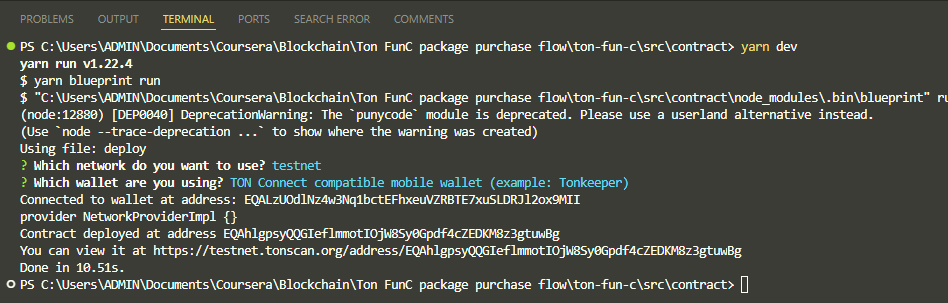 PROBLEMS OUTPUT TERMINAL PORTS SEARCH ERROR COMMENTS
PS C:\Users\ADMIN\Documents\Coursera\Blockchain\Ton FunC package purchase flow\ton-fun-c\src\contract> yarn dev
yarn run v1.22.4
$ yarn blueprint run
$ "C:\Users\ADMIN\Documents\Coursera\Blockchain\Ton FunC package purchase flow\ton-fun-c\src\contract\node_modules\.bin\blueprint" ru
(node:12880) [DEP0040] DeprecationWarning: The `punycode` module is deprecated. Please use a userland alternative instead.
(Use `node --trace-deprecation ...` to show where the warning was created)
Using file: deploy
? Which network do you want to use? testnet
? Which wallet are you using? TON Connect compatible mobile wallet (example: Tonkeeper)
Connected to wallet at address: EQALzUOdlNz4w3Nq1bctEFhxeuVZRBTE7xuSLDRJl2ox9MII
provider NetworkProviderImpl {}
Contract deployed at address EQAhlgpsyQQGIeflmmotIOjW8Sy0Gpdf4cZEDKM8z3gtuwBg
You can view it at https://testnet.tonscan.org/address/EQAhlgpsyQQGIeflmmotIOjW8Sy0Gpdf4cZEDKM8z3gtuwBg
Done in 10.51s.
PS C:\Users\ADMIN\Documents\Coursera\Blockchain\Ton FunC package purchase flow\ton-fun-c\src\contract>